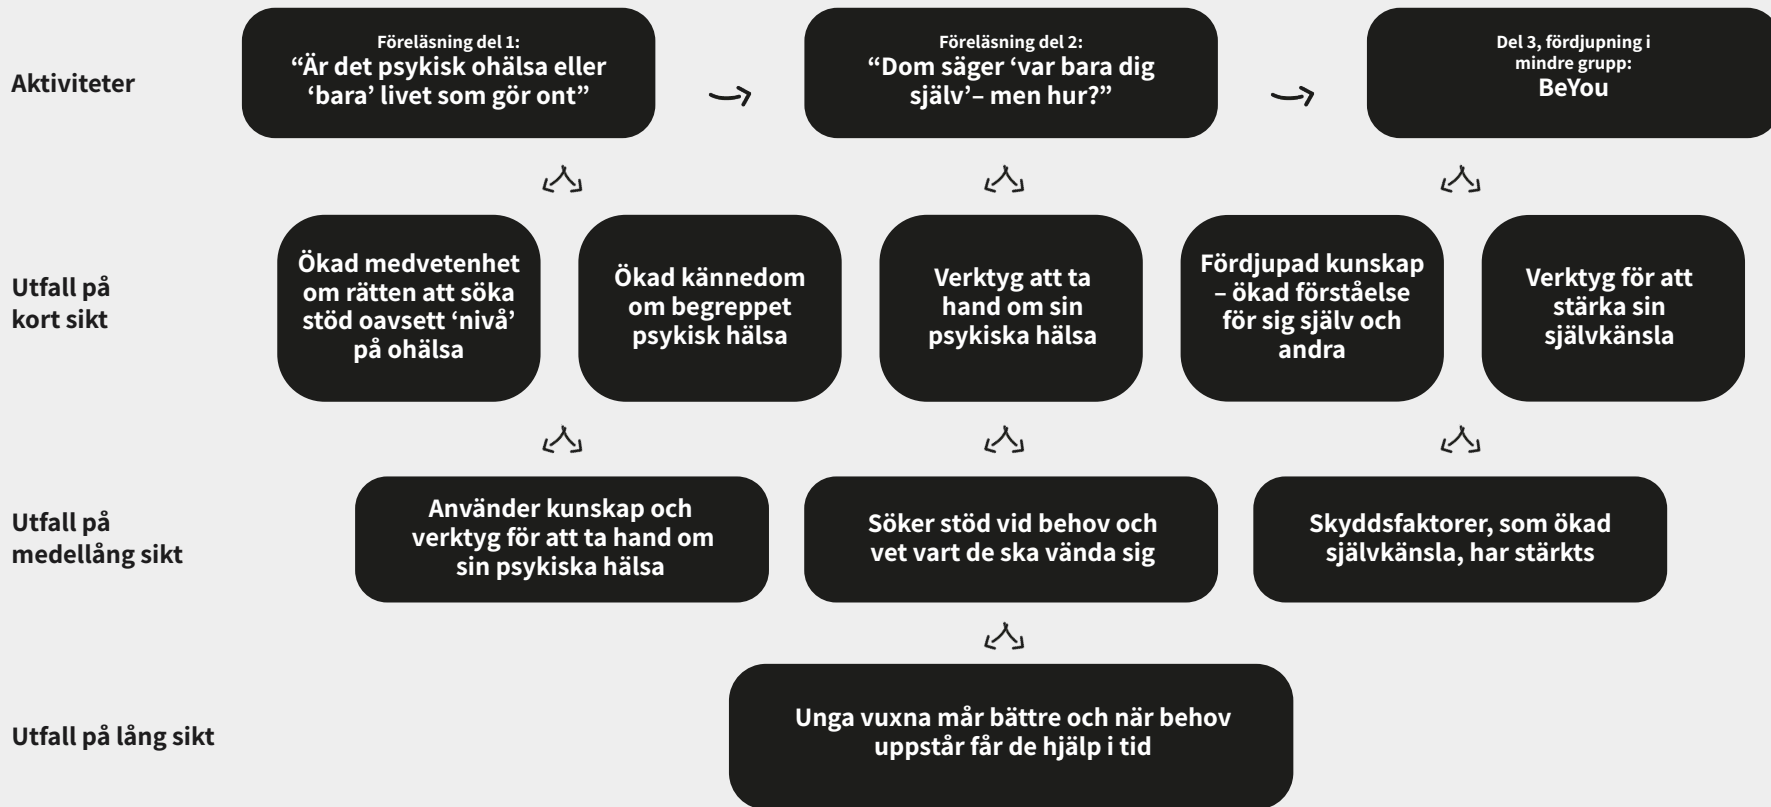 Aktiviteter
Föreläsning del 1:
“Är det psykisk ohälsa eller
‘bara’ livet som gör ont”
Föreläsning del 2:
“Dom säger ‘var bara dig
själv’– men hur?”
Del 3, fördjupning i
mindre grupp:
BeYou
Utfall på
kort sikt
Ökad medvetenhet
om rätten att söka
stöd oavsett ‘nivå’
på ohälsa
Ökad kännedom
om begreppet
psykisk hälsa
Verktyg att ta
hand om sin
psykiska hälsa
Fördjupad kunskap
– ökad förståelse
för sig själv och
andra
Verktyg för att
stärka sin
självkänsla
Utfall på
medellång sikt
Använder kunskap och
verktyg för att ta hand om
sin psykiska hälsa
Söker stöd vid behov och
vet vart de ska vända sig
Skyddsfaktorer, som ökad
självkänsla, har stärkts
Utfall på lång sikt
Unga vuxna mår bättre och när behov
uppstår får de hjälp i tid